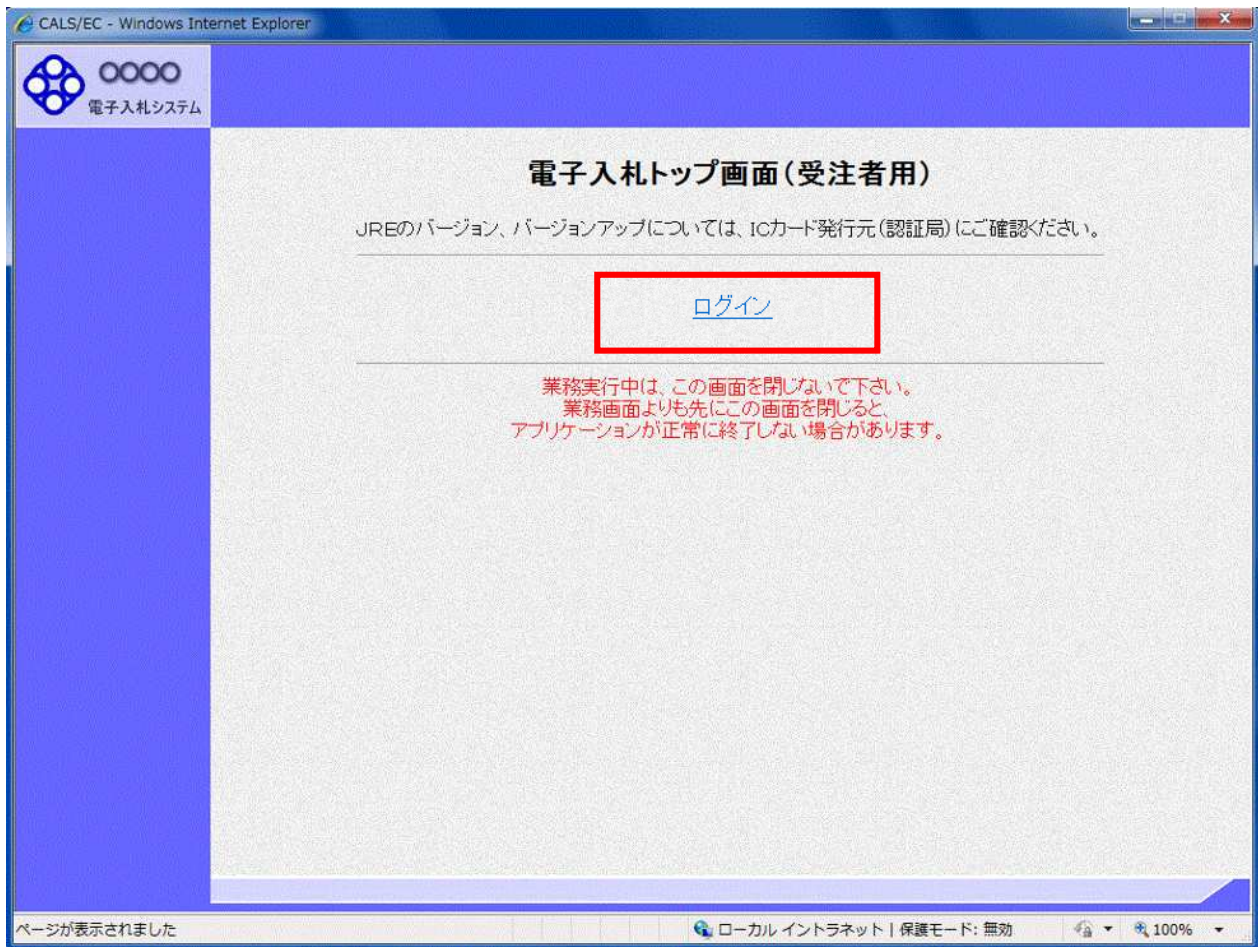 CALS/EC - Windows Internet Explorer
○○○○
電子入札システム
電子入札トップ画面(受注者用)
JREのバージョン、バージョンアップについては、ICカード発行元(認証局)にご確認ください。
ログイン
業務実行中は、この画面を閉じないで下さい。
業務画面よりも先にこの画面を閉じると、
アプリケーションが正常に終了しない場合があります。
ページが表示されました
ローカル イントラネット | 保護モード: 無効
100%